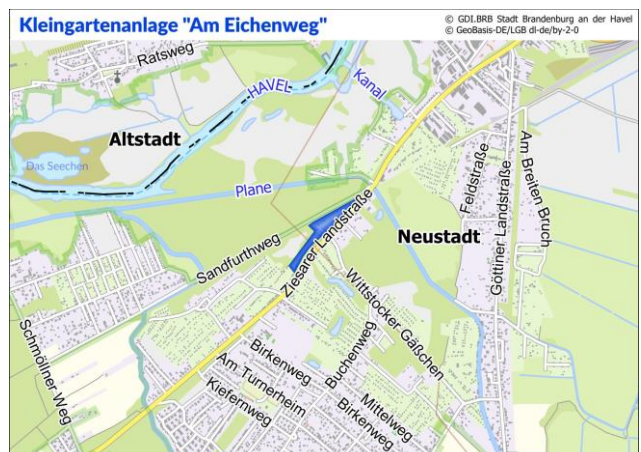 Kleingartenanlage "Am Eichenweg"
© GDI.BRB Stadt Brandenburg an der Havel
© GeoBasis-DE/LGB dl-de/by-2-0
Ratsweg
HAVEL
Kanal
Altstadt
Das Seechen
Plane
Feldstraße
Am Breiten Bruch
Göttiner Landstraße
Neustadt
Sandfurthweg
Ziesarer Landstraße
Wittstocker Gäßchen
Schmöllner Weg
Buchenweg
Birkenweg
Am Turnerheim
Kiefernweg
Mittelweg
Birkenweg